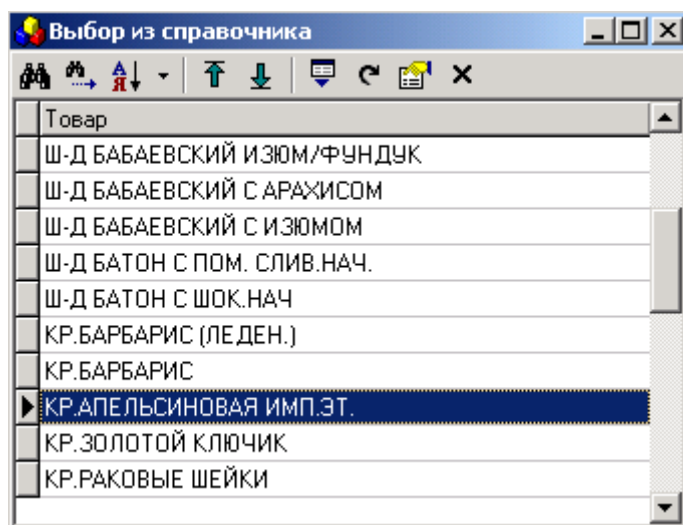 Выбор из справочника
Товар
Ш-Д БАБАЕВСКИЙ ИЗЮМ/ФУНДУК
Ш-Д БАБАЕВСКИЙ С АРАХИСОМ
Ш-Д БАБАЕВСКИЙ С ИЗЮМОМ
Ш-Д БАТОН С ПОМ. СЛИВ.НАЧ.
Ш-Д БАТОН С ШОК.НАЧ
КР.БАРБАРИС (ЛЕДЕН.)
КР.БАРБАРИС
КР.АПЕЛЬСИНОВАЯ ИМП.ЭТ.
КР.ЗОЛОТОЙ КЛЮЧИК
КР.РАКОВЫЕ ШЕЙКИ